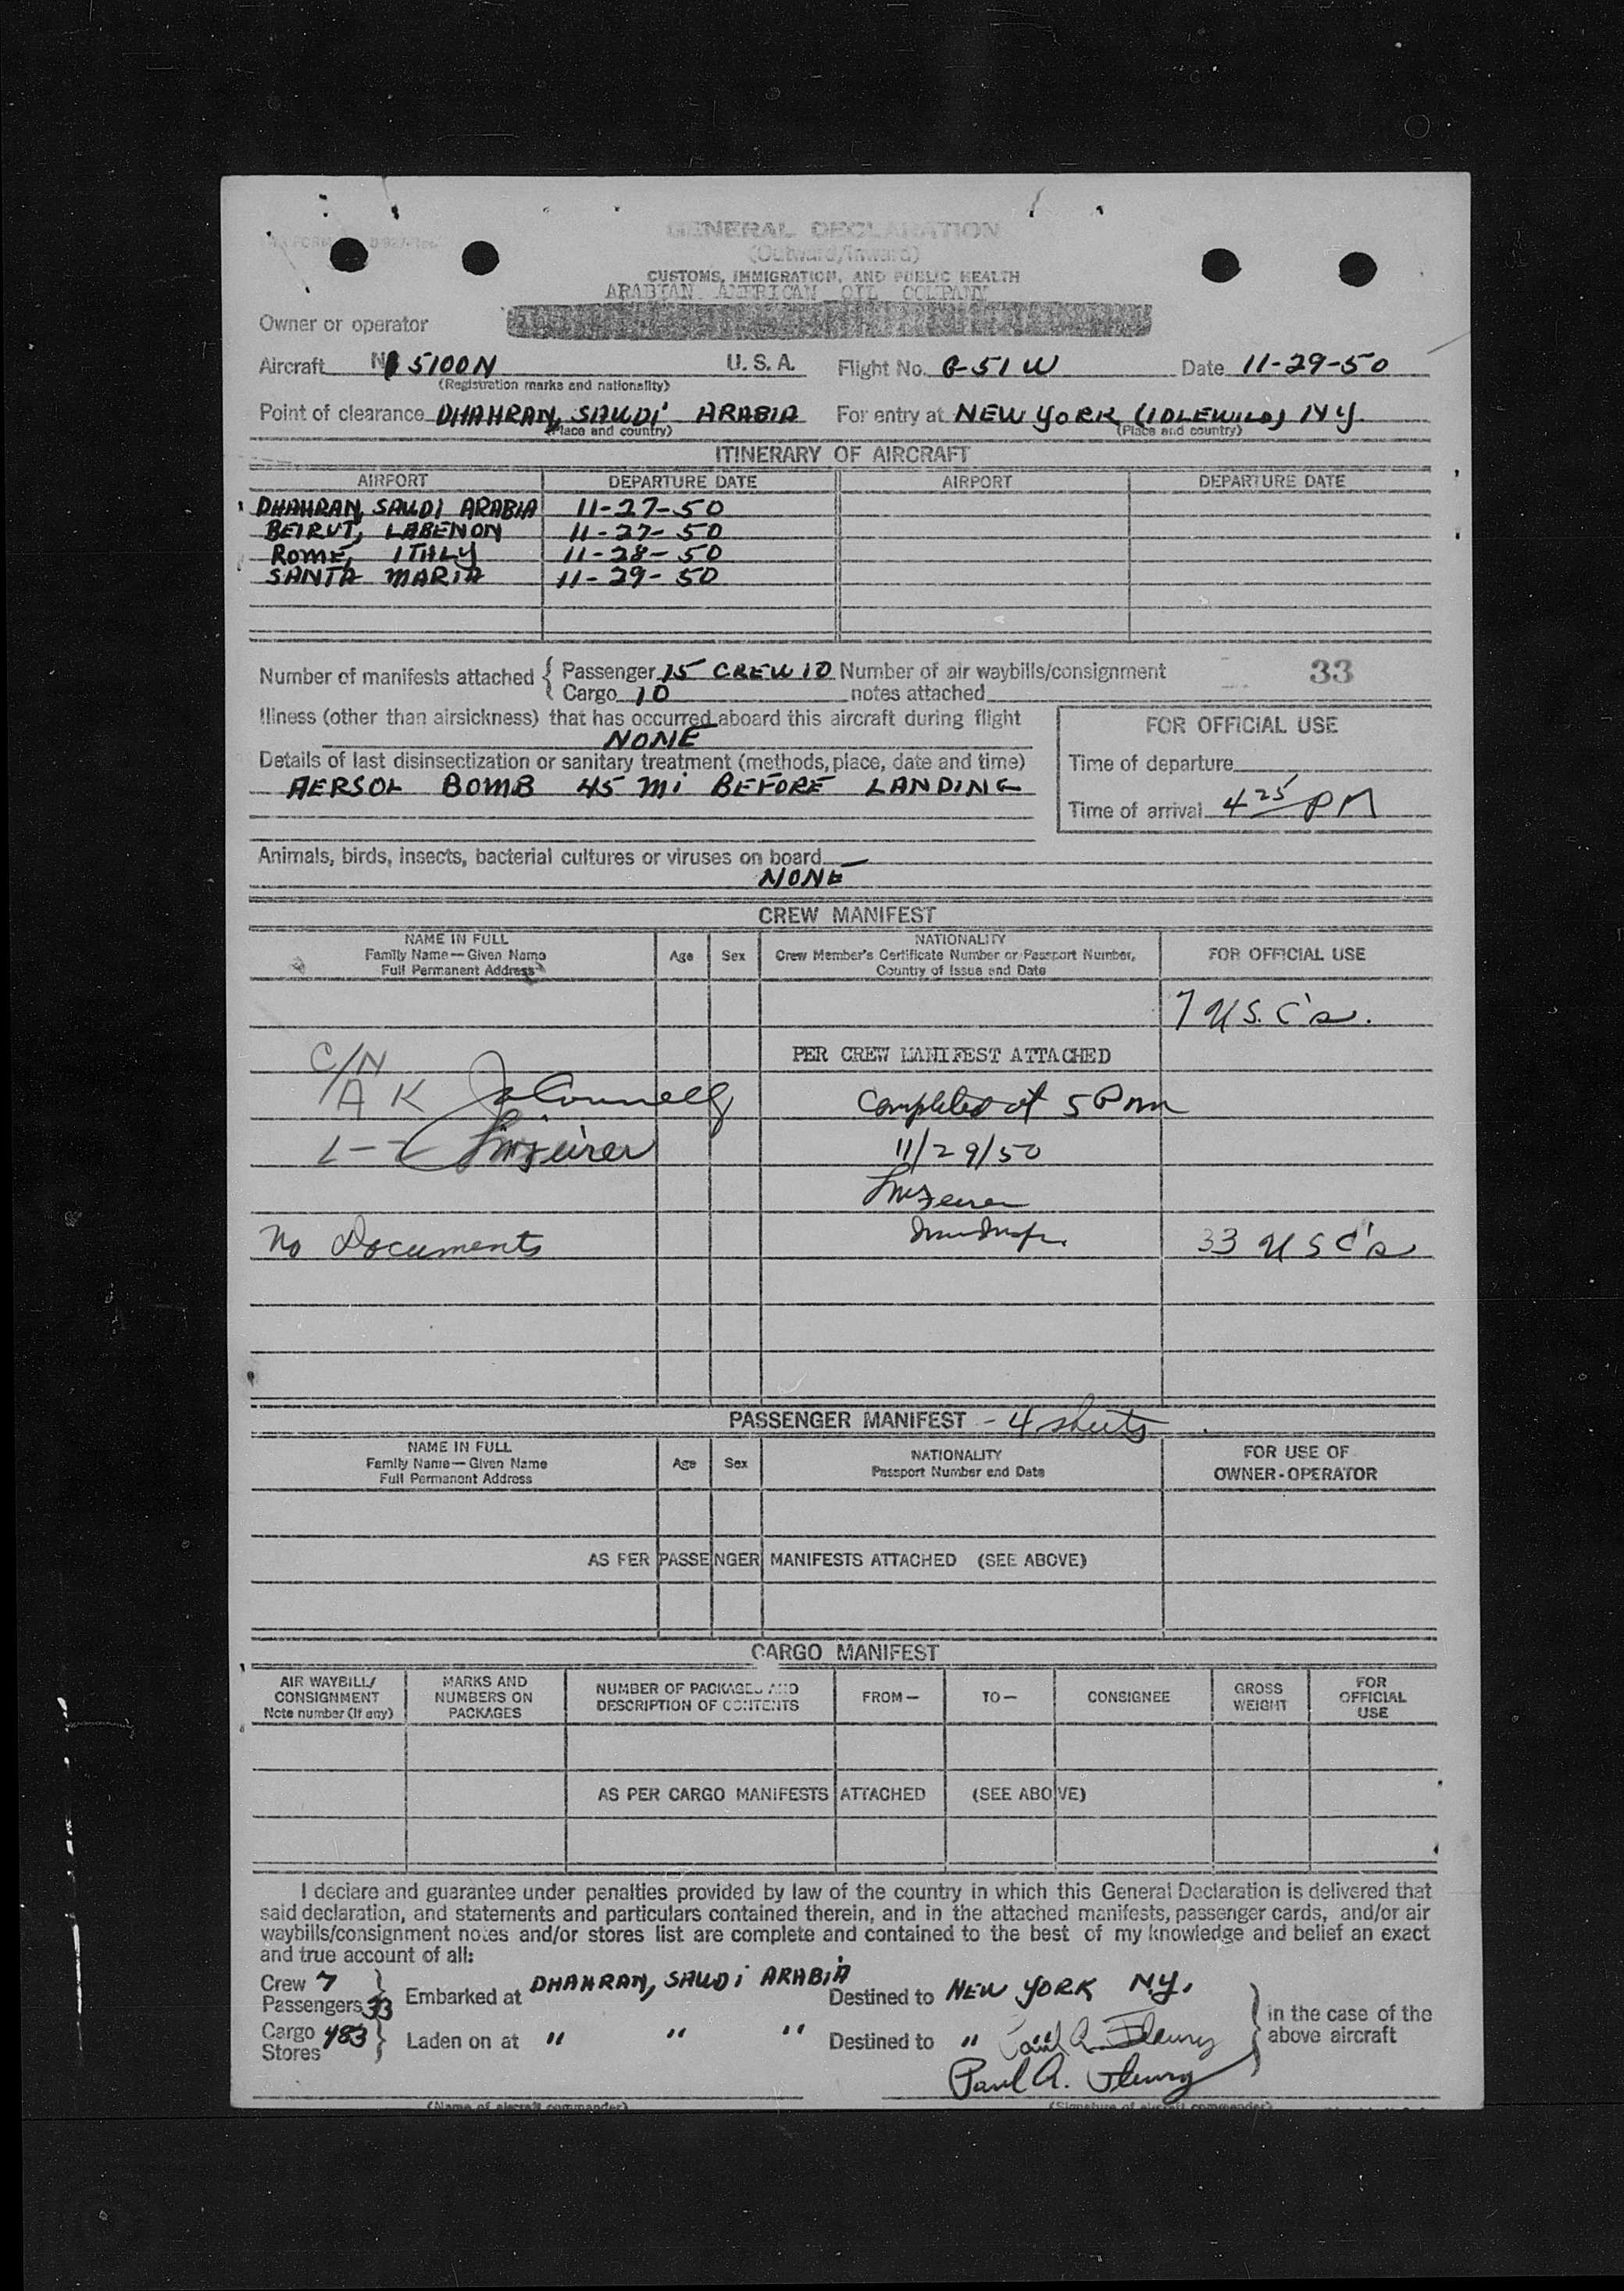 GENERAL DECLARATION
(Outward/Inward)
CUSTOMS, IMMIGRATION, AND PUBLIC HEALTH
ARABIAN AMERICAN OIL COMPANY
Owner or operator
Aircraft N 5100N U. S. A. Flight No. G-51 W Date 11-29-50
(Registration marks and nationality)
Point of clearance DHAHRAN, SAUDI ARABIA For entry at NEW YORK (IDLEWILD) NY.
(Place and country) (Place and country)
ITINERARY OF AIRCRAFT
AIRPORT DEPARTURE DATE AIRPORT DEPARTURE DATE
DHAHRAN, SAUDI ARABIA 11-27-50
BEIRUT, LABENON 11-27-50
ROME, ITALY 11-28-50
SANTA MARIA 11-29-50
Number of manifests attached { Passenger 15 CREW 10 Number of air waybills/consignment 33
Cargo 10 notes attached
Illness (other than airsickness) that has occurred aboard this aircraft during flight
NONE
FOR OFFICIAL USE
Details of last disinsectization or sanitary treatment (methods, place, date and time)
Time of departure
AERSOL BOMB 45 Mi BEFORE LANDING
Time of arrival 4 25 PM
Animals, birds, insects, bacterial cultures or viruses on board
NONE
CREW MANIFEST
NAME IN FULL
Family Name—Given Name
Full Permanent Address
Age Sex
NATIONALITY
Crew Member's Certificate Number or Passport Number,
Country of Issue and Date
FOR OFFICIAL USE
7 U.S. C's.
C/N PER CREW MANIFEST ATTACHED
A K Completed at 5 Pm
11/29/50
No Documents 33 U S C's
PASSENGER MANIFEST - 4 sheets
NAME IN FULL
Family Name—Given Name
Full Permanent Address
Age Sex
NATIONALITY
Passport Number and Date
FOR USE OF
OWNER-OPERATOR
AS PER PASSENGER MANIFESTS ATTACHED (SEE ABOVE)
CARGO MANIFEST
AIR WAYBILL/
CONSIGNMENT
Note number (if any)
MARKS AND
NUMBERS ON
PACKAGES
NUMBER OF PACKAGES AND
DESCRIPTION OF CONTENTS
FROM—
TO—
CONSIGNEE
GROSS
WEIGHT
FOR
OFFICIAL
USE
AS PER CARGO MANIFESTS ATTACHED (SEE ABOVE)
I declare and guarantee under penalties provided by law of the country in which this General Declaration is delivered that
said declaration, and statements and particulars contained therein, and in the attached manifests, passenger cards, and/or air
waybills/consignment notes and/or stores list are complete and contained to the best of my knowledge and belief an exact
and true account of all:
Crew 7
Passengers 33 } Embarked at DHAHRAN, SAUDI ARABIA Destined to NEW YORK NY.
in the case of the
above aircraft
Cargo 483
Stores } Laden on at " " " Destined to " " Paul A. Fleury
Paul A. Fleury
(Name of aircraft commander) (Signature of aircraft commander)